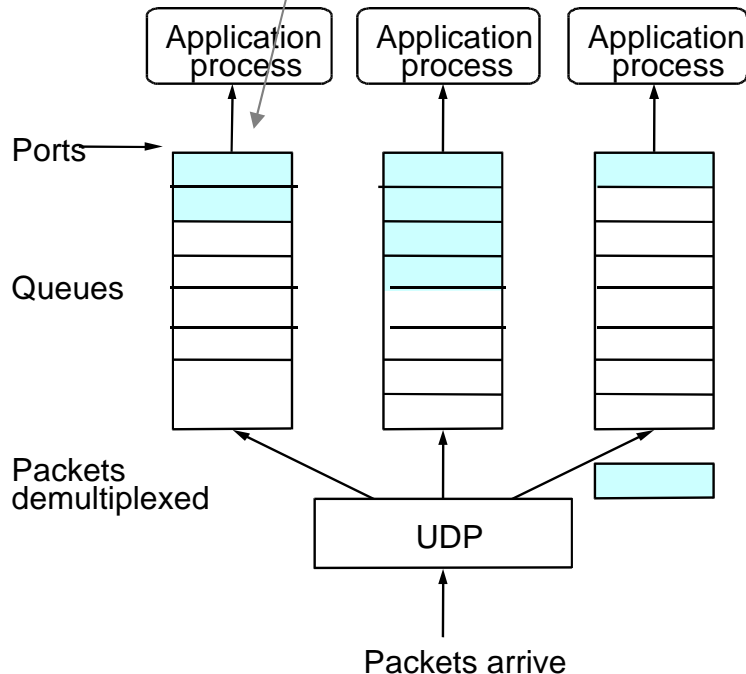 Application
process
Application
process
Application
process
Ports
Queues
Packets
demultiplexed
UDP
Packets arrive